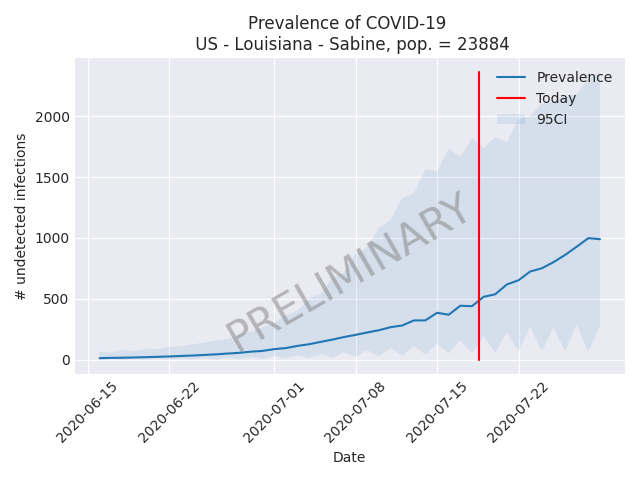 Prevalence of COVID-19
US - Louisiana - Sabine, pop. = 23884
Prevalence
Today
95CI
2000
1500
1000
500
0
# undetected infections
PRELIMINARY
2020-06-15
2020-06-22
2020-07-01
2020-07-08
2020-07-15
2020-07-22
Date